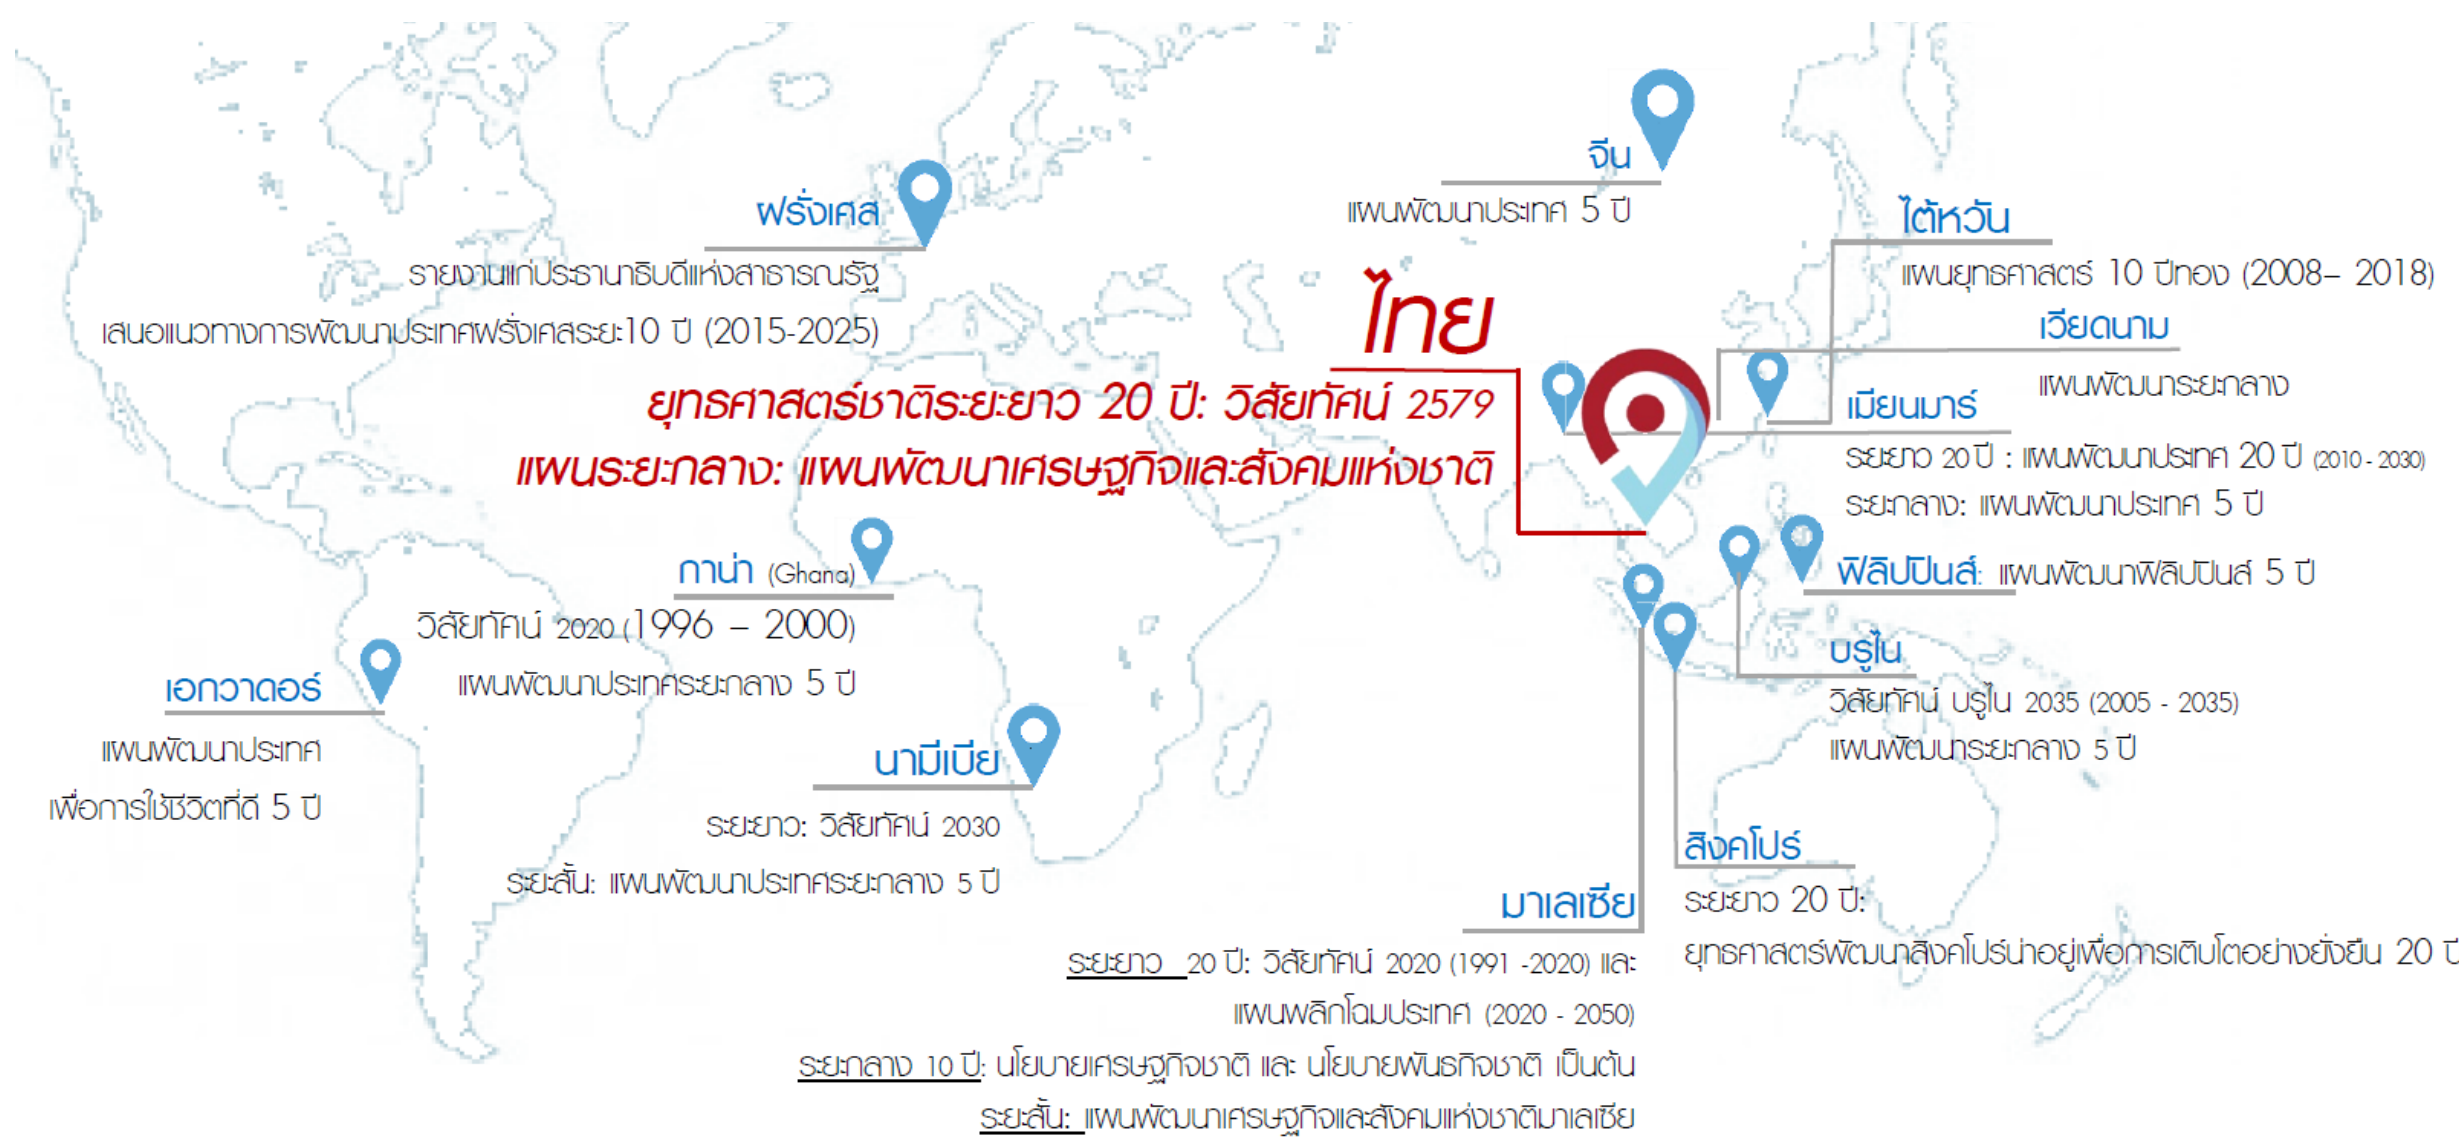 จีน
แผนพัฒนาประเทศ 5 ปี
ฝรั่งเศส
รายงานแก่ประธานาธิบดีแห่งสาธารณรัฐ
เสนอแนวทางการพัฒนาประเทศฝรั่งเศสระยะ10 ปี (2015-2025)
ไต้หวัน
แผนยุทธศาสตร์ 10 ปีทอง (2008– 2018)
เวียดนาม
แผนพัฒนาระยะกลาง
ไทย
ยุทธศาสตร์ชาติระยะยาว 20 ปี: วิสัยทัศน์ 2579
แผนระยะกลาง: แผนพัฒนาเศรษฐกิจและสังคมแห่งชาติ
เมียนมาร์
ระยะยาว 20 ปี : แผนพัฒนาประเทศ 20 ปี (2010 - 2030)
ระยะกลาง: แผนพัฒนาประเทศ 5 ปี
ฟิลิปปินส์: แผนพัฒนาฟิลิปปินส์ 5 ปี
กาน่า (Ghana)
วิสัยทัศน์ 2020 (1996 – 2000)
แผนพัฒนาประเทศระยะกลาง 5 ปี
บรูไน
วิสัยทัศน์ บรูไน 2035 (2005 - 2035)
แผนพัฒนาระยะกลาง 5 ปี
เอกวาดอร์
แผนพัฒนาประเทศ
เพื่อการใช้ชีวิตที่ดี 5 ปี
นามีเบีย
ระยะยาว: วิสัยทัศน์ 2030
ระยะสั้น: แผนพัฒนาประเทศระยะกลาง 5 ปี
สิงคโปร์
ระยะยาว 20 ปี:
ยุทธศาสตร์พัฒนาสิงคโปร์น่าอยู่เพื่อการเติบโตอย่างยั่งยืน 20 ปี
มาเลเซีย
ระยะยาว 20 ปี: วิสัยทัศน์ 2020 (1991 -2020) และ
แผนพลิกโฉมประเทศ (2020 - 2050)
ระยะกลาง 10 ปี: นโยบายเศรษฐกิจชาติ และ นโยบายพันธกิจชาติ เป็นต้น
ระยะสั้น: แผนพัฒนาเศรษฐกิจและสังคมแห่งชาติมาเลเซีย